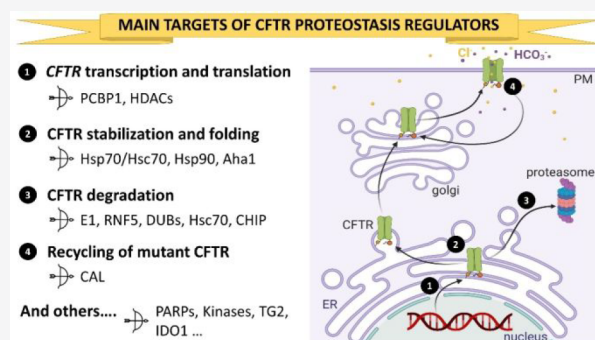 MAIN TARGETS OF CFTR PROTEOSTASIS REGULATORS
1 CFTR transcription and translation
PCBP1, HDACs
2 CFTR stabilization and folding
Hsp70/Hsc70, Hsp90, Aha1
3 CFTR degradation
E1, RNF5, DUBs, Hsc70, CHIP
4 Recycling of mutant CFTR
CAL
And others.... PARPs, Kinases, TG2,
IDO1 ...
Cl HCO3-
PM
4
golgi
proteasome
CFTR
3
2
1
ER
nucleus